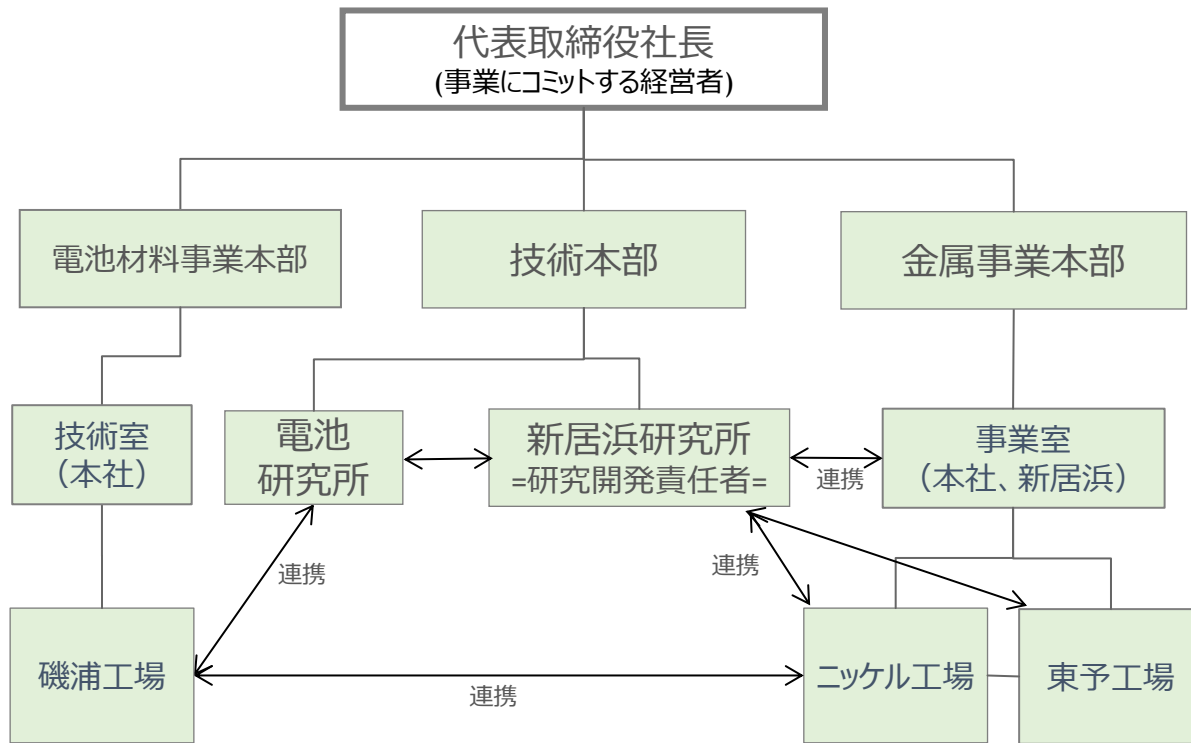 代表取締役社長
(事業にコミットする経営者)
電池材料事業本部
技術本部
金属事業本部
技術室
（本社）
電池
研究所
新居浜研究所
=研究開発責任者=
連携
事業室
（本社、新居浜）
連携
連携
磯浦工場
連携
ニッケル工場
東予工場